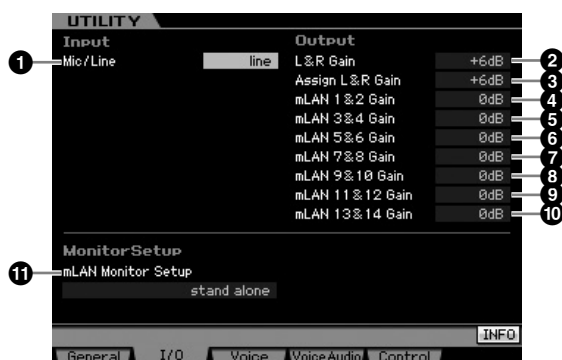 UTILITY
Input
Output
1 Mic/Line line
L&R Gain +6dB 2
Assign L&R Gain +6dB 3
mLAN 1&2 Gain 0dB 4
mLAN 3&4 Gain 0dB 5
mLAN 5&6 Gain 0dB 6
mLAN 7&8 Gain 0dB 7
mLAN 9&10 Gain 0dB 8
mLAN 11&12 Gain 0dB 9
mLAN 13&14 Gain 0dB 10
MonitorSetup
11 mLAN Monitor Setup
stand alone
INFO
General I/O Voice VoiceAudio Control